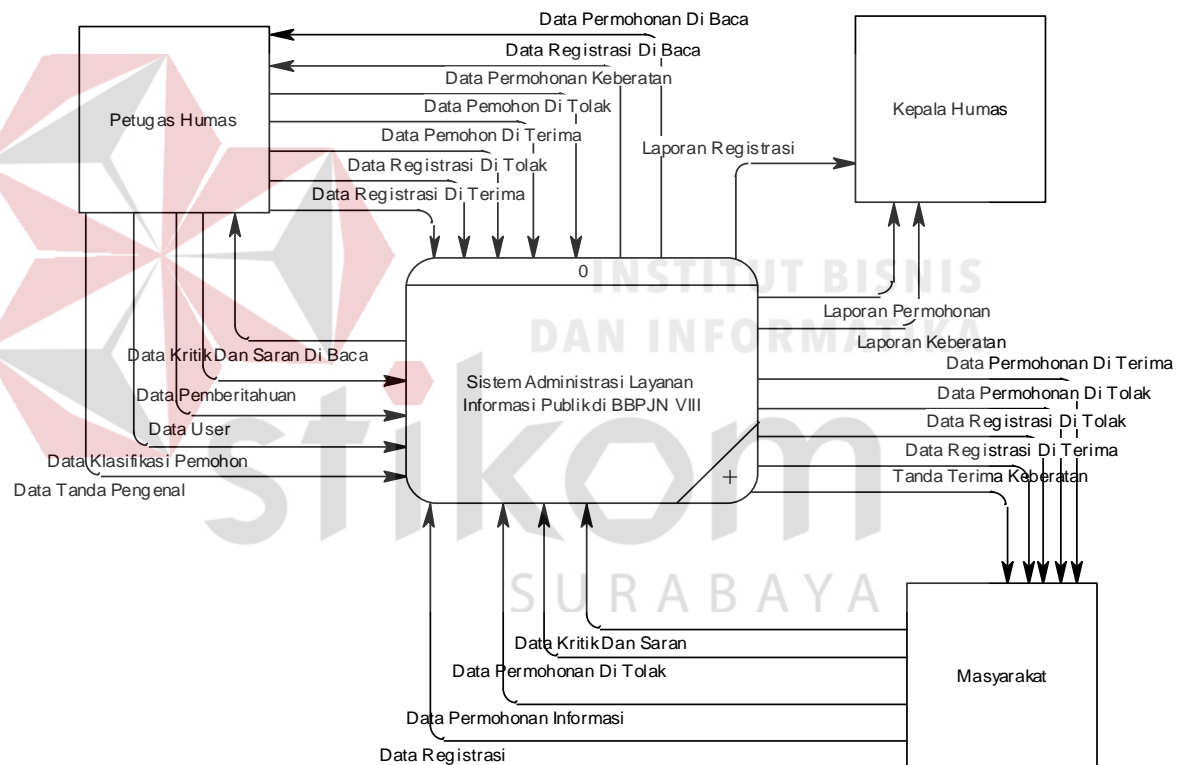 Data Permohonan Di Baca
Data Registrasi Di Baca
Data Permohonan Keberatan
Data Pemohon Di Tolak
Data Pemohon Di Terima
Data Registrasi Di Tolak
Data Registrasi Di Terima
Petugas Humas
Kepala Humas
Laporan Registrasi
0
INSTITUT BISNIS
DAN INFORMATIKA
Laporan Permohonan
Laporan Keberatan
Data Kritik Dan Saran Di Baca
Data Pemberitahuan
Data User
Data Klasifikasi Pemohon
Data Tanda Pengenal
Sistem Administrasi Layanan
Informasi Publik di BBPJN VIII
+
Data Permohonan Di Terima
Data Permohonan Di Tolak
Data Registrasi Di Tolak
Data Registrasi Di Terima
Tanda Terima Keberatan
stikom
SURABAYA
Data Kritik Dan Saran
Data Permohonan Di Tolak
Data Permohonan Informasi
Data Registrasi
Masyarakat